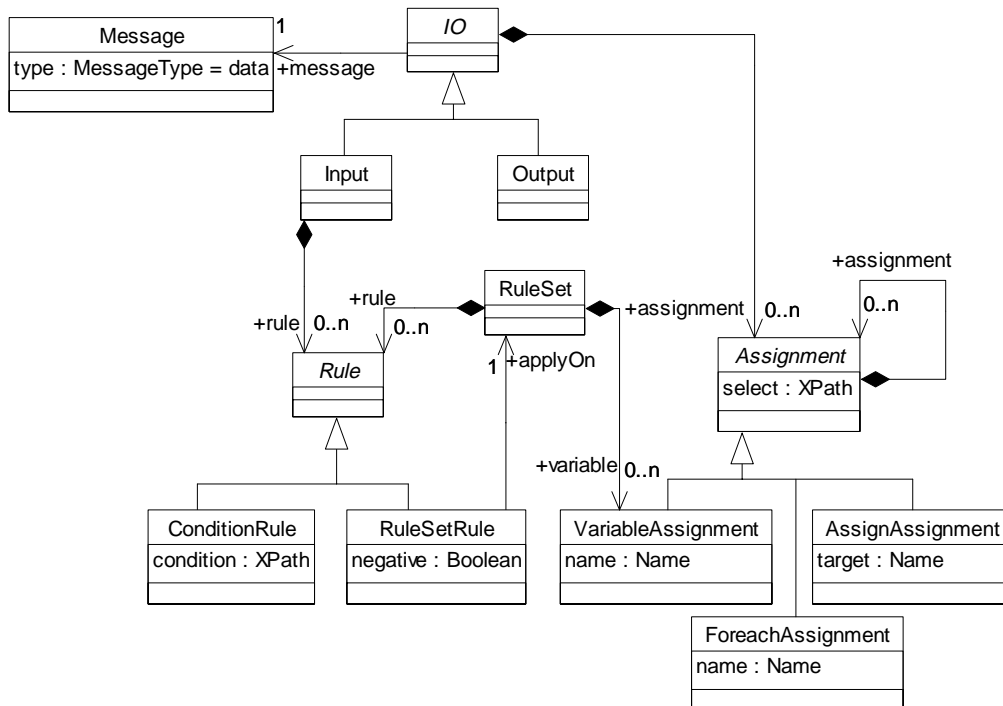 IO
Message
1
type : MessageType = data
+message
Input
Output
+assignment
0..n
+rule
0..n
RuleSet
+rule
0..n
+assignment
0..n
1
+applyOn
Rule
Assignment
select : XPath
+variable
0..n
ConditionRule
condition : XPath
RuleSetRule
negative : Boolean
VariableAssignment
name : Name
AssignAssignment
target : Name
ForeachAssignment
name : Name